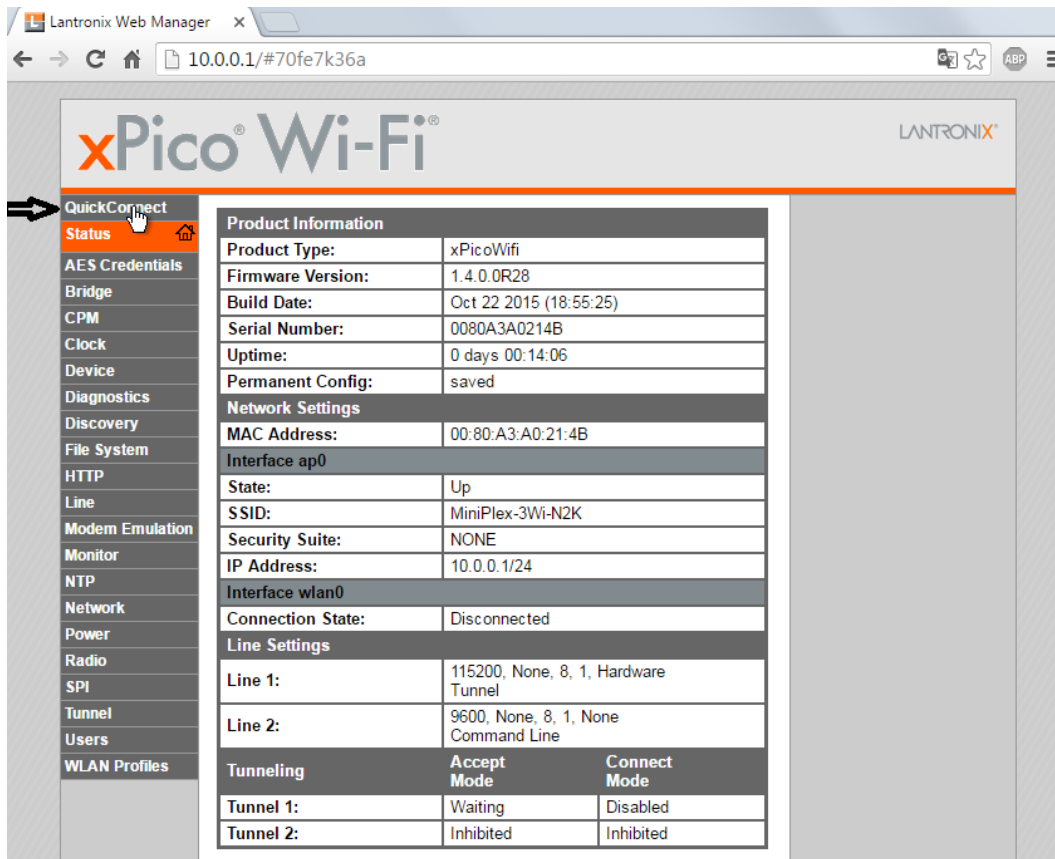 Lantronix Web Manager
10.0.0.1/#70fe7k36a
ABP
xPico® Wi-Fi®
LANTRONIX®
QuickConnect
Status
AES Credentials
Bridge
CPM
Clock
Device
Diagnostics
Discovery
File System
HTTP
Line
Modem Emulation
Monitor
NTP
Network
Power
Radio
SPI
Tunnel
Users
WLAN Profiles
Product Information
Product Type: xPicoWifi
Firmware Version: 1.4.0.0R28
Build Date: Oct 22 2015 (18:55:25)
Serial Number: 0080A3A0214B
Uptime: 0 days 00:14:06
Permanent Config: saved
Network Settings
MAC Address: 00:80:A3:A0:21:4B
Interface ap0
State: Up
SSID: MiniPlex-3Wi-N2K
Security Suite: NONE
IP Address: 10.0.0.1/24
Interface wlan0
Connection State: Disconnected
Line Settings
Line 1: 115200, None, 8, 1, Hardware
Tunnel
Line 2: 9600, None, 8, 1, None
Command Line
Tunneling Accept Mode Connect Mode
Tunnel 1: Waiting Disabled
Tunnel 2: Inhibited Inhibited